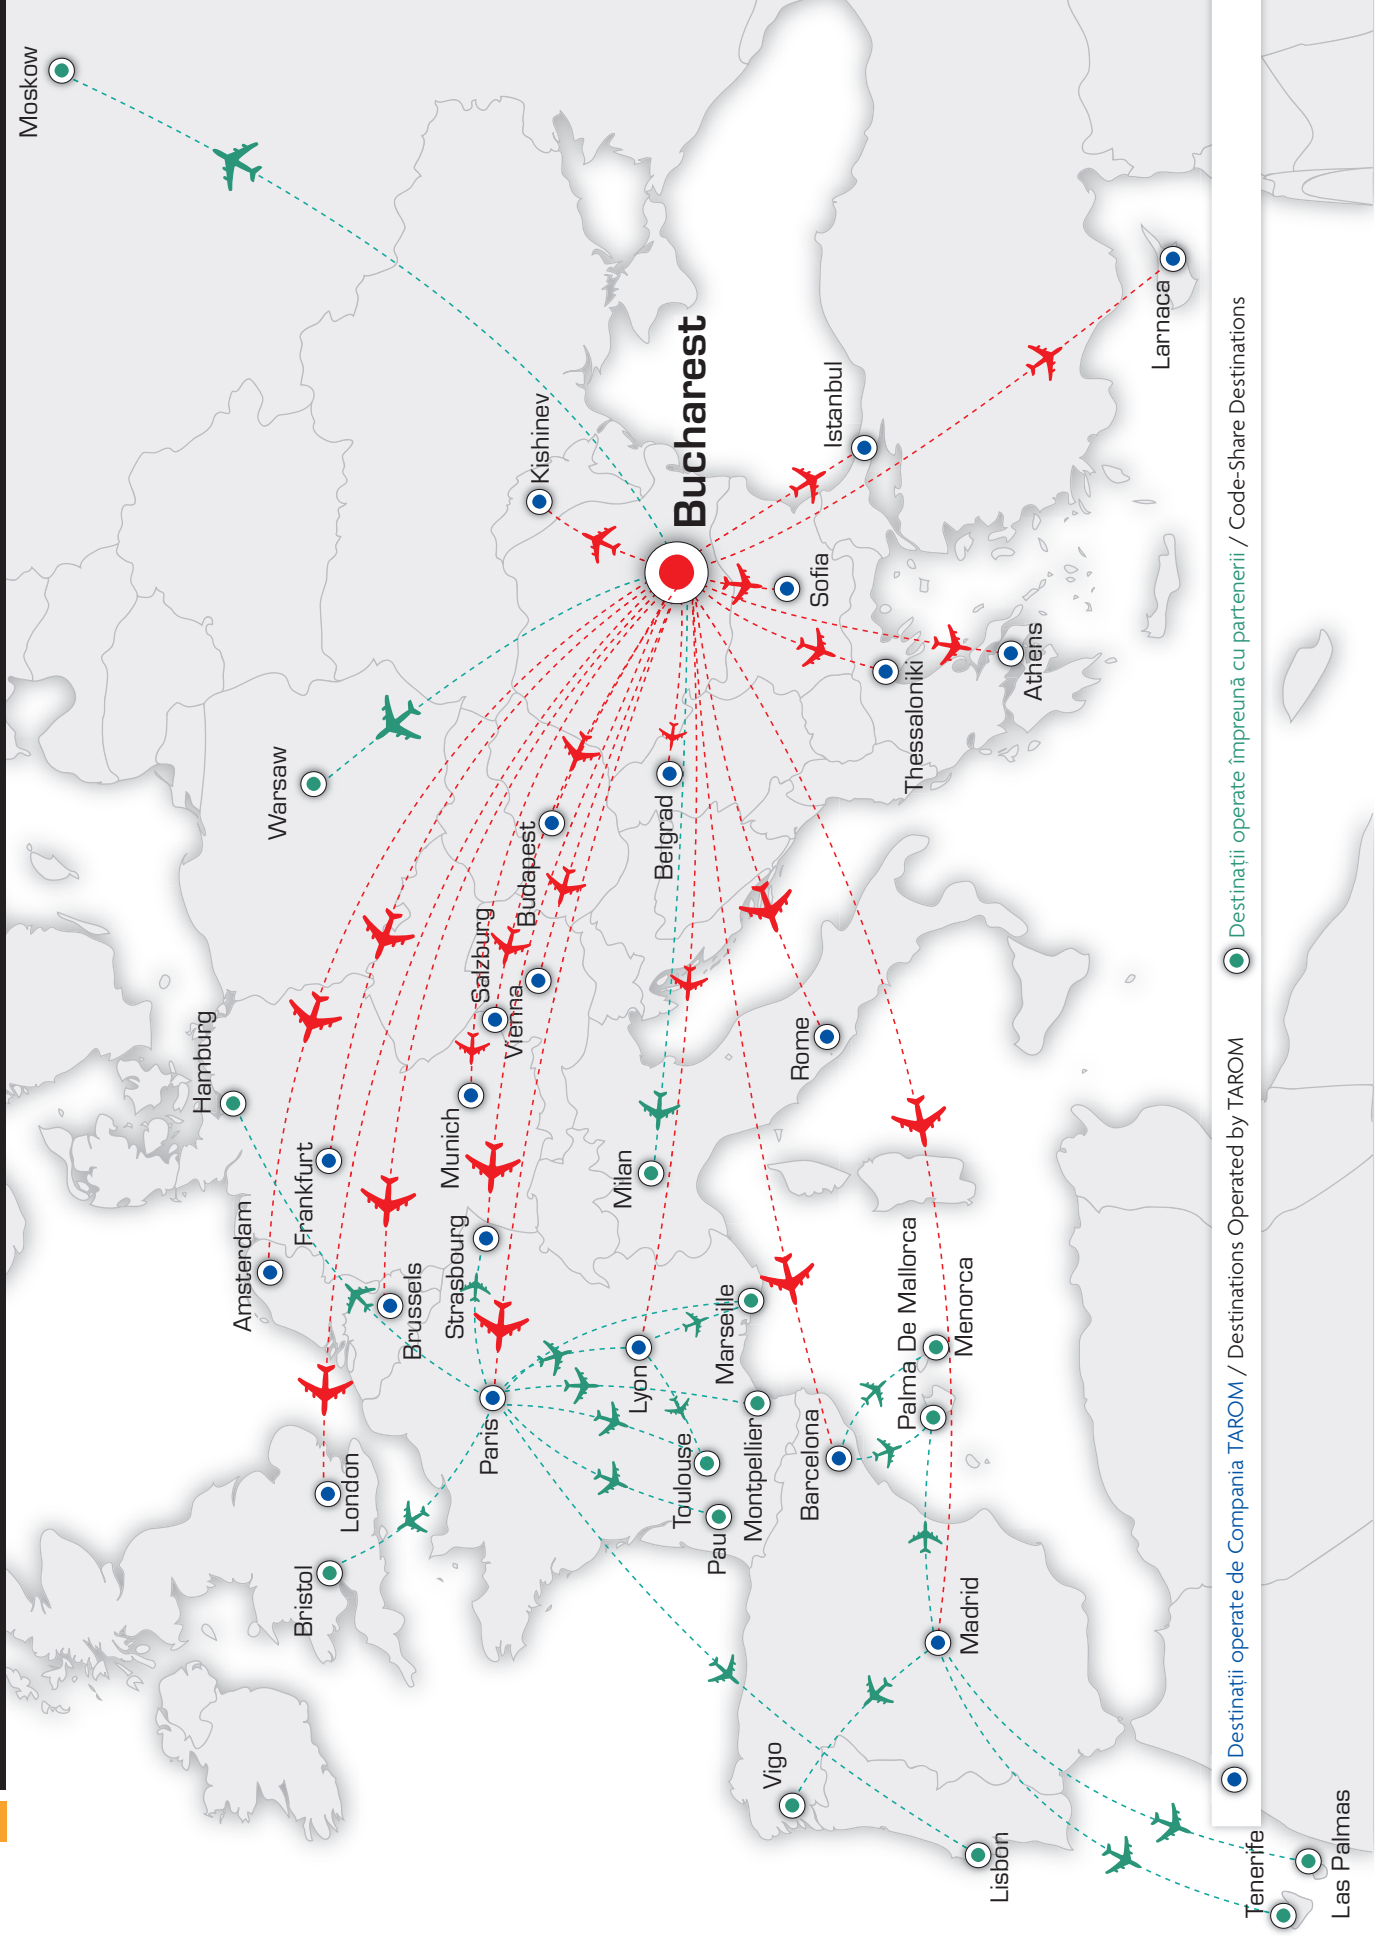 Moskow
Warsaw
Hamburg
Amsterdam
Frankfurt
Bristol
London
Brussels
Strasbourg
Munich
Salzburg
Vienna
Budapest
Kishinev
Paris
Bucharest
Belgrad
Milan
Lyon
Marseille
Toulouse
Pau
Montpellier
Rome
Barcelona
Istanbul
Sofia
Thessaloniki
Athens
Larnaca
Palma De Mallorca
Menorca
Vigo
Madrid
Lisbon
Destinații operate de Compania TAROM / Destinations Operated by TAROM
Destinații operate împreună cu partenerii / Code-Share Destinations
Tenerife
Las Palmas